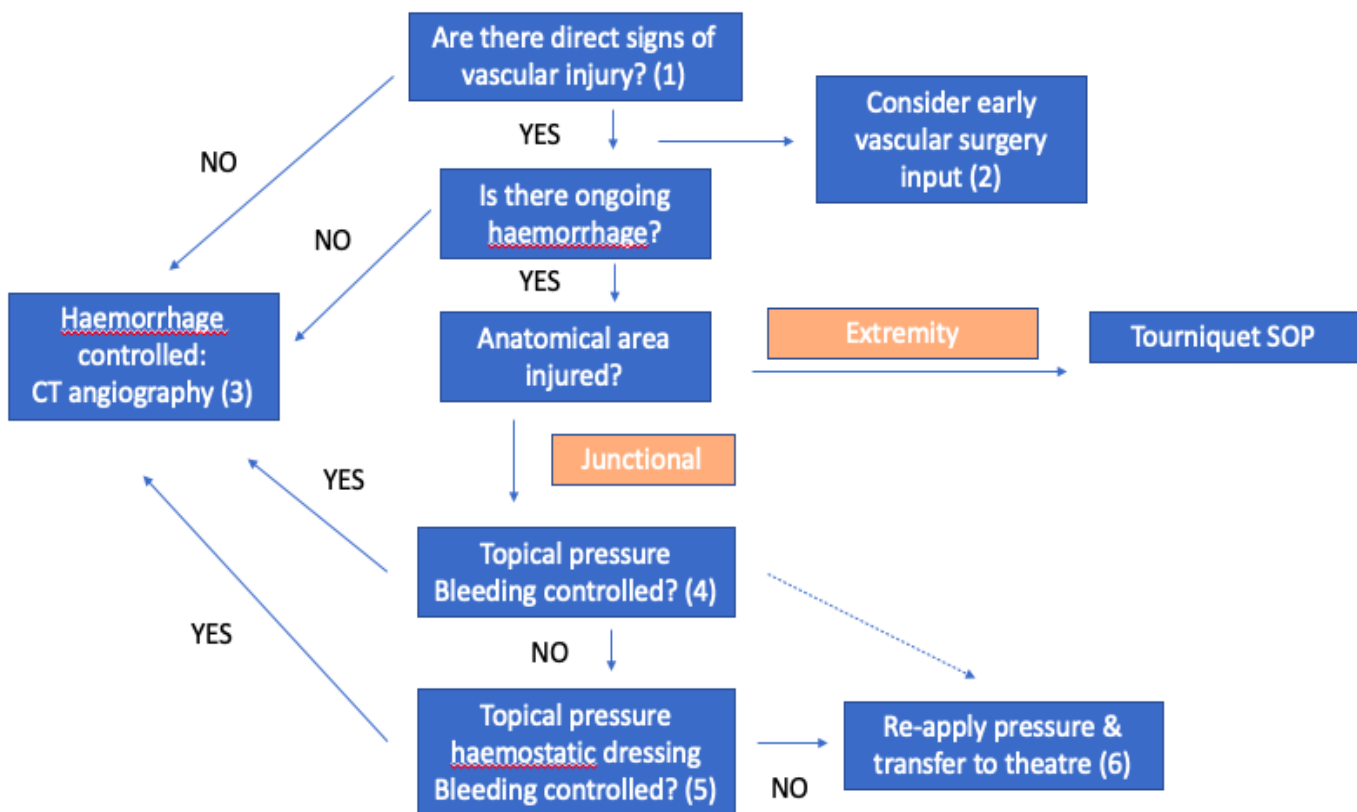 Are there direct signs of
vascular injury? (1)
Consider early
vascular surgery
input (2)
YES
NO
Is there ongoing
haemorrhage?
NO
YES
Haemorrhage
controlled:
CT angiography (3)
Anatomical area
injured?
Extremity
Tourniquet SOP
Junctional
YES
Topical pressure
Bleeding controlled? (4)
YES
NO
Topical pressure
haemostatic dressing
Bleeding controlled? (5)
NO
Re-apply pressure &
transfer to theatre (6)